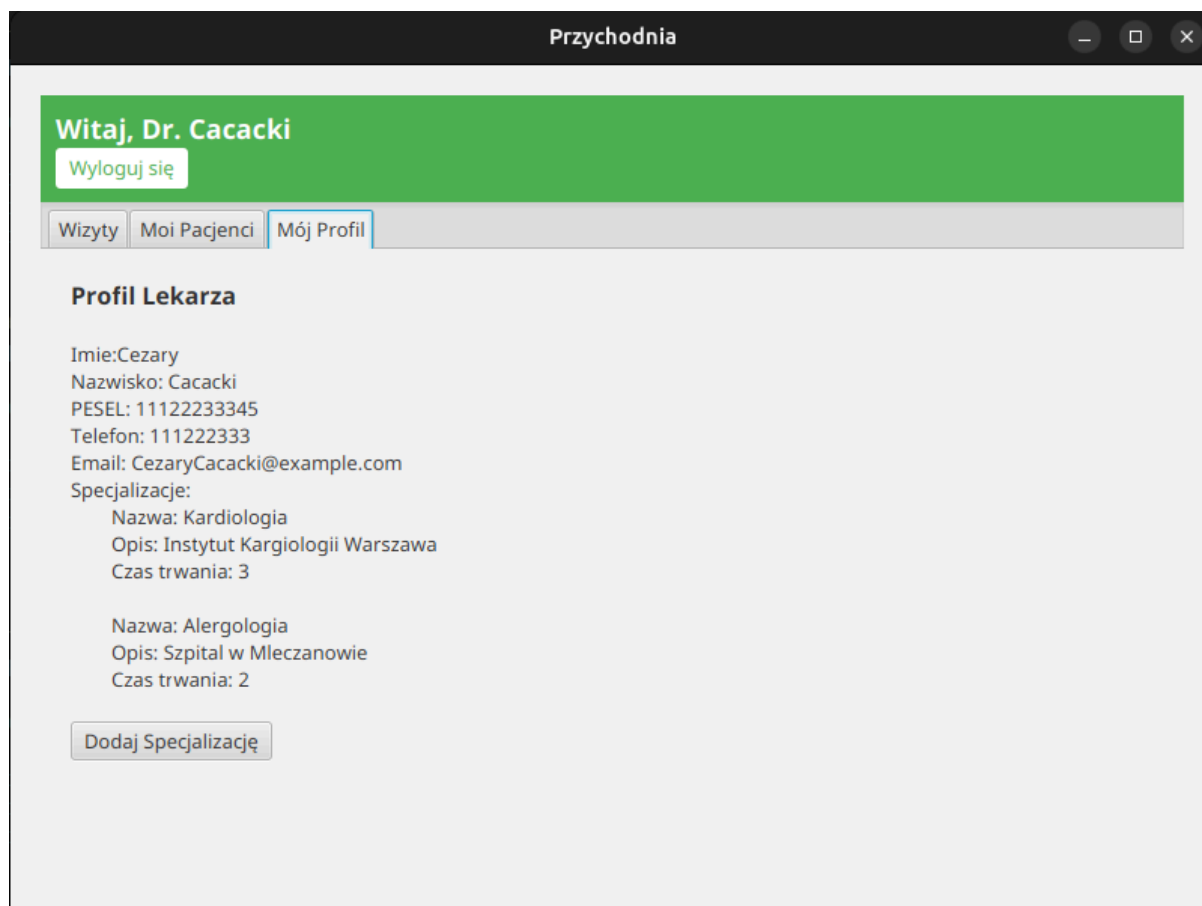 Przychodnia
Witaj, Dr. Cacacki
Wyloguj się
Wizyty Moi Pacjenci Mój Profil
Profil Lekarza
Imie:Cezary
Nazwisko: Cacacki
PESEL: 11122233345
Telefon: 111222333
Email: CezaryCacacki@example.com
Specjalizacje:
Nazwa: Kardiologia
Opis: Instytut Kargiologii Warszawa
Czas trwania: 3
Nazwa: Alergologia
Opis: Szpital w Mleczanowie
Czas trwania: 2
Dodaj Specjalizację